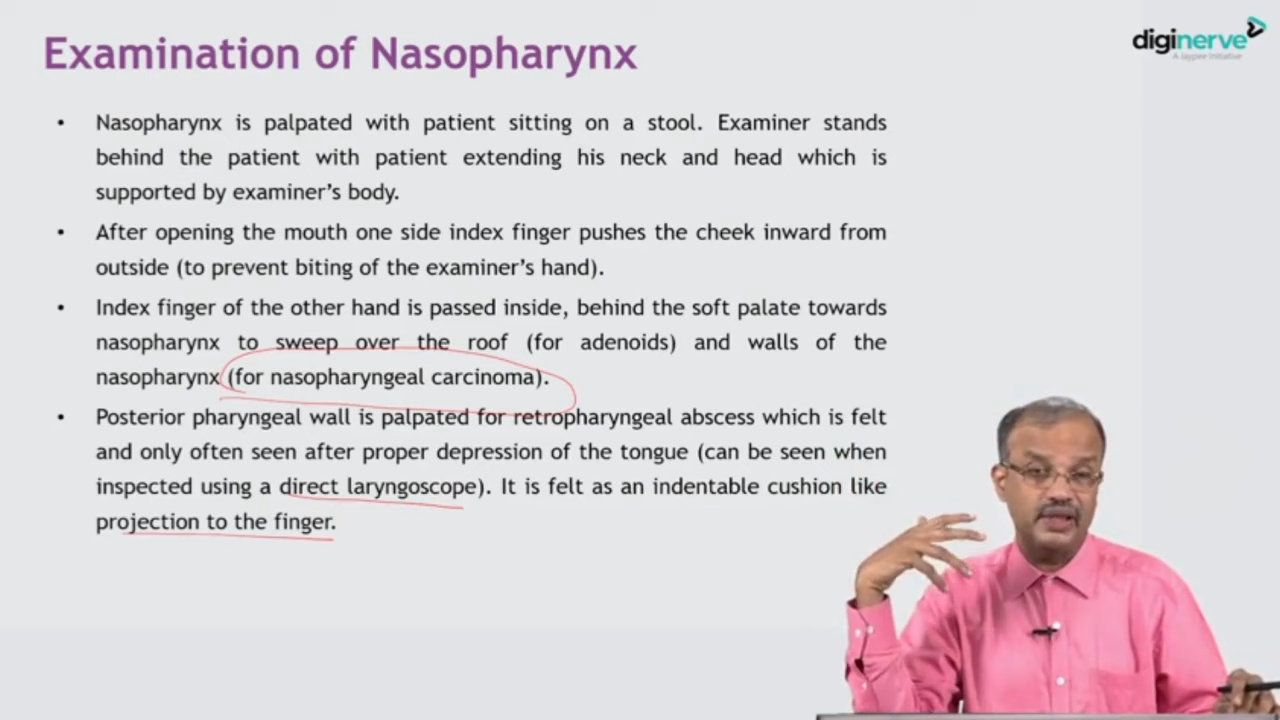 Examination of Nasopharynx
diginerve
A Jaypee Initiative
• Nasopharynx is palpated with patient sitting on a stool. Examiner stands
behind the patient with patient extending his neck and head which is
supported by examiner's body.
• After opening the mouth one side index finger pushes the cheek inward from
outside (to prevent biting of the examiner's hand).
• Index finger of the other hand is passed inside, behind the soft palate towards
nasopharynx to sweep over the roof (for adenoids) and walls of the
nasopharynx (for nasopharyngeal carcinoma).
• Posterior pharyngeal wall is palpated for retropharyngeal abscess which is felt
and only often seen after proper depression of the tongue (can be seen when
inspected using a direct laryngoscope). It is felt as an indentable cushion like
projection to the finger.